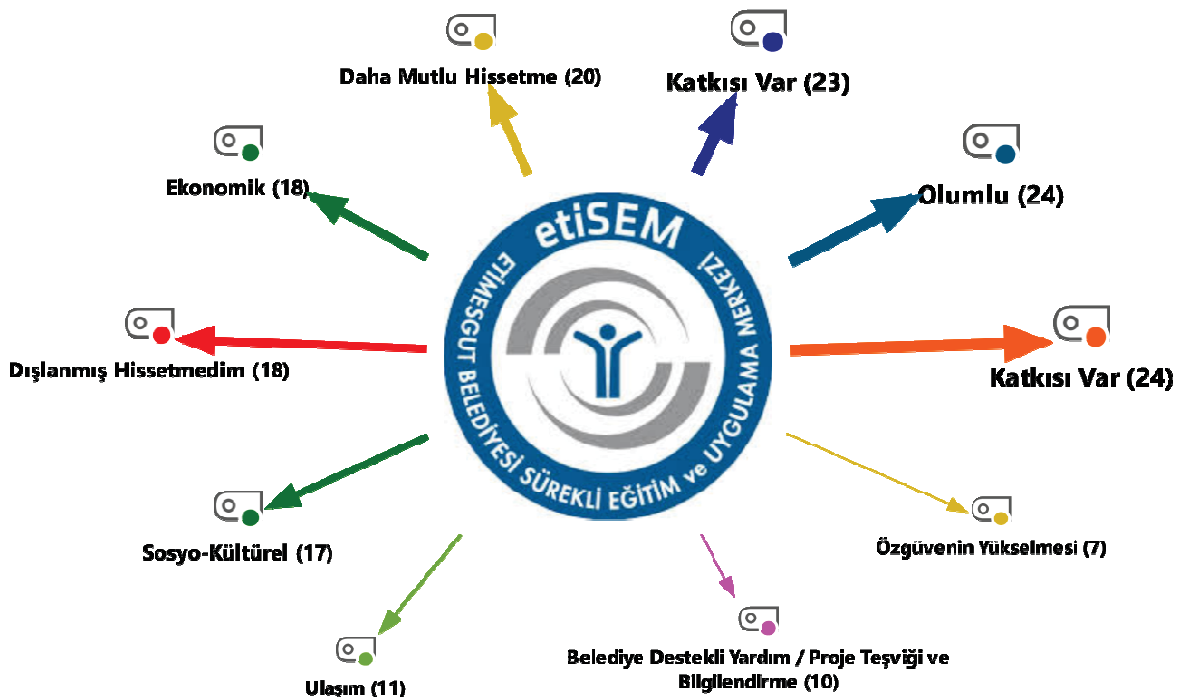 Daha Mutlu Hissetme (20)
Katkısı Var (23)
Ekonomik (18)
Olumlu (24)
etiSEM
ETİMESGUT BELEDİYESİ SÜREKLİ EĞİTİM ve UYGULAMA MERKEZİ
Dışlanmış Hissetmedim (18)
Katkısı Var (24)
Sosyo-Kültürel (17)
Özgüvenin Yükselmesi (7)
Ulaşım (11)
Belediye Destekli Yardım / Proje Teşviği ve
Bilgilendirme (10)